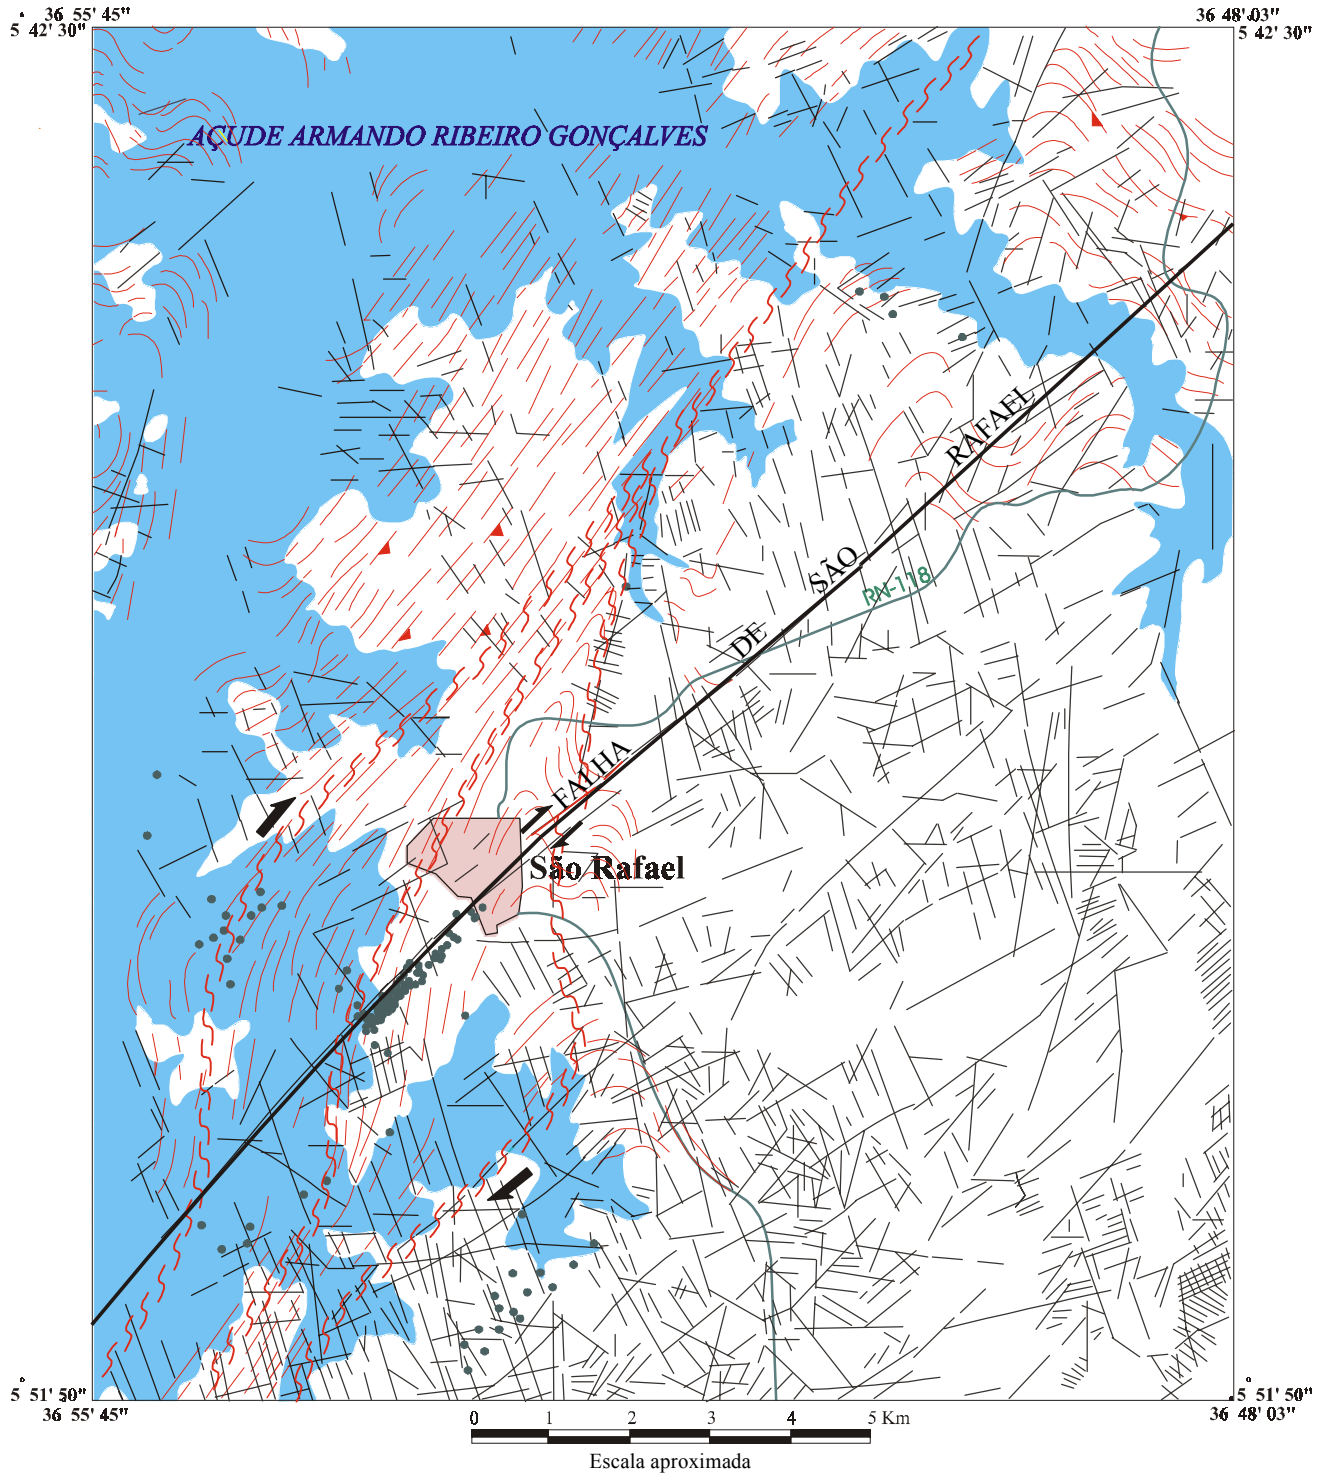 36 55' 45"
36 48' 03"
5 42' 30"
5 42' 30"
AÇUDE ARMANDO RIBEIRO GONÇALVES
FALHA DE SÃO RAFAEL
RN-118
São Rafael
5 51' 50"
5 51' 50"
36 55' 45"
36 48' 03"
0 1 2 3 4 5 Km
Escala aproximada